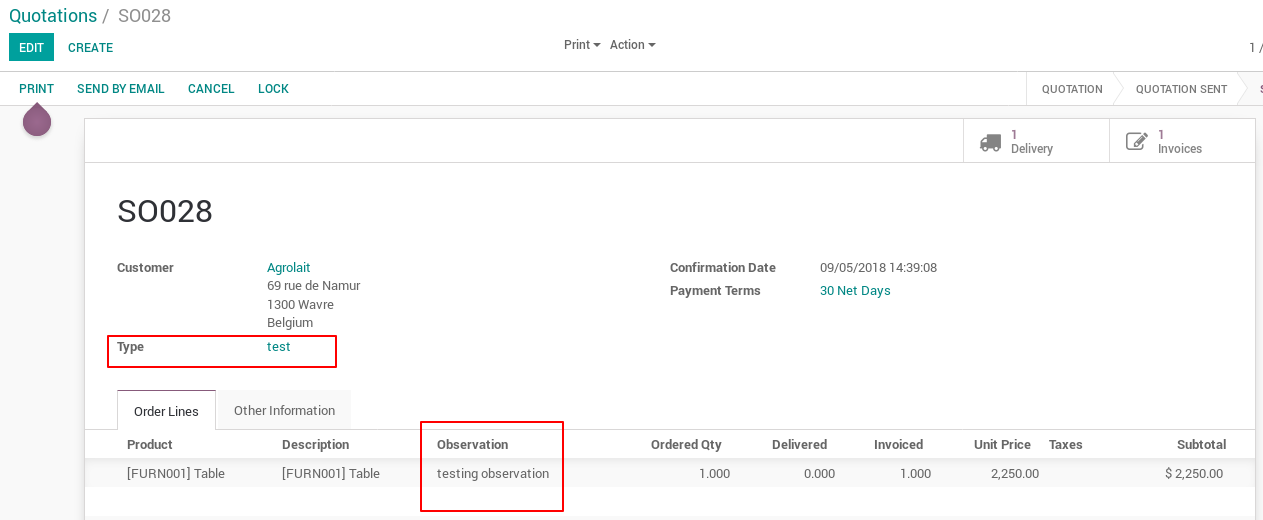 Quotations / SO028
EDIT CREATE Print Action 1 /
PRINT SEND BY EMAIL CANCEL LOCK QUOTATION QUOTATION SENT
1
Delivery
1
Invoices
SO028
Customer Agrolait Confirmation Date 09/05/2018 14:39:08
69 rue de Namur Payment Terms 30 Net Days
1300 Wavre
Belgium
Type test
Order Lines Other Information
Product Description Observation Ordered Qty Delivered Invoiced Unit Price Taxes Subtotal
[FURN001] Table [FURN001] Table testing observation 1.000 0.000 1.000 2,250.00 $ 2,250.00